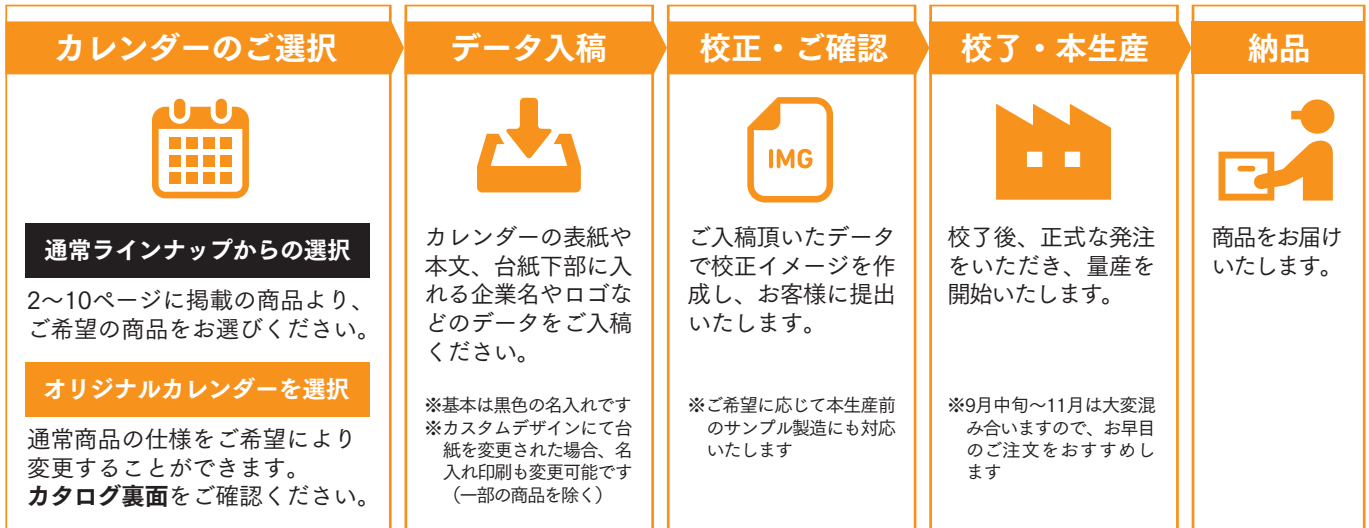 カレンダーのご選択
通常ラインナップからの選択
2〜10ページに掲載の商品より、
ご希望の商品をお選びください。
オリジナルカレンダーを選択
通常商品の仕様をご希望により
変更することができます。
カタログ裏面をご確認ください。
データ入稿
カレンダーの表紙や
本文、台紙下部に入
れる企業名やロゴな
どのデータをご入稿
ください。
※基本は黒色の名入れです
※カスタムデザインにて台
紙を変更された場合、名
入れ印刷も変更可能です
（一部の商品を除く）
校正・ご確認
IMG
ご入稿頂いたデータ
で校正イメージを作
成し、お客様に提出
いたします。
※ご希望に応じて本生産前
のサンプル製造にも対応
いたします
校了・本生産
校了後、正式な発注
をいただき、量産を
開始いたします。
※9月中旬〜11月は大変混
み合いますので、お早目
のご注文をおすすめし
ます
納品
商品をお届け
いたします。